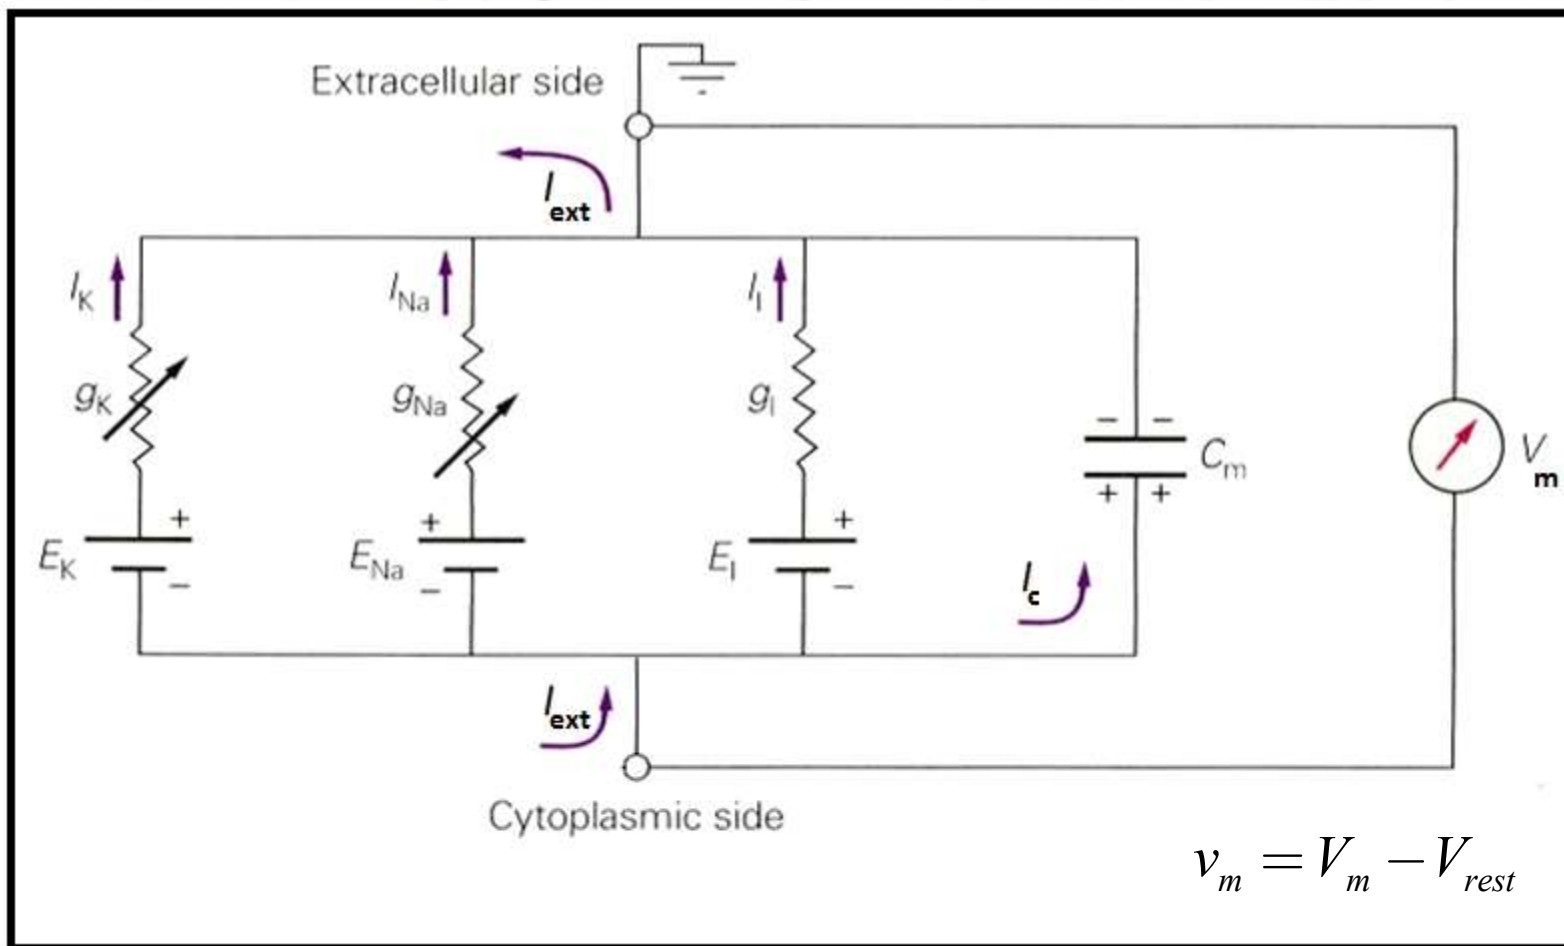 Extracellular side
I_ext
I_K
I_Na
I_l
g_K
g_Na
g_l
− −
C_m
+ +
V_m
E_K
+
−
E_Na
+
−
E_l
+
−
I_c
I_ext
Cytoplasmic side
v_m = V_m − V_rest